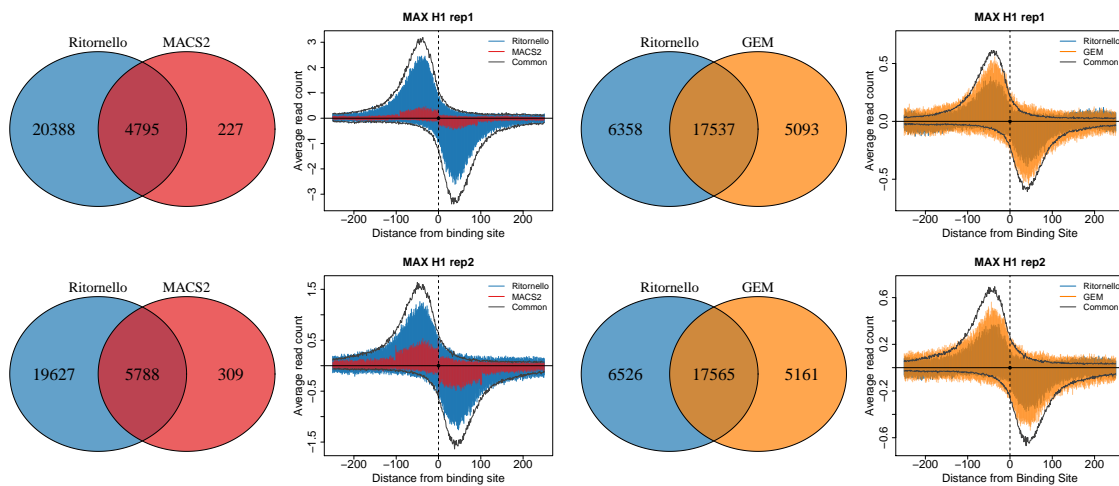 Ritornello MACS2
20388 4795 227
MAX H1 rep1
Average read count
3
2
1
0
−1
−2
−3
Ritornello
MACS2
Common
−200 −100 0 100 200
Distance from binding site
Ritornello GEM
6358 17537 5093
MAX H1 rep1
Average read count
0.5
0.0
−0.5
Ritornello
GEM
Common
−200 −100 0 100 200
Distance from Binding Site
Ritornello MACS2
19627 5788 309
MAX H1 rep2
Average read count
1.5
0.5
−0.5
−1.5
Ritornello
MACS2
Common
−200 −100 0 100 200
Distance from binding site
Ritornello GEM
6526 17565 5161
MAX H1 rep2
Average read count
0.6
0.2
−0.2
−0.6
Ritornello
GEM
Common
−200 −100 0 100 200
Distance from Binding Site